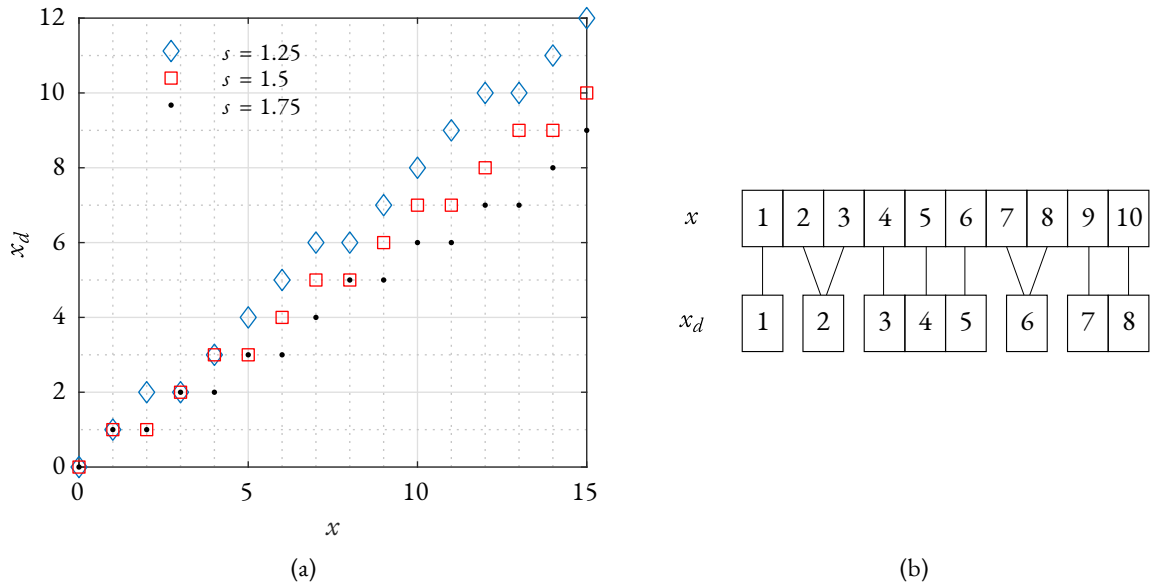 12
10
8
6
4
2
0
x_d
s = 1.25
s = 1.5
s = 1.75
0 5 10 15
x
(a)
x 1 2 3 4 5 6 7 8 9 10
x_d 1 2 3 4 5 6 7 8
(b)